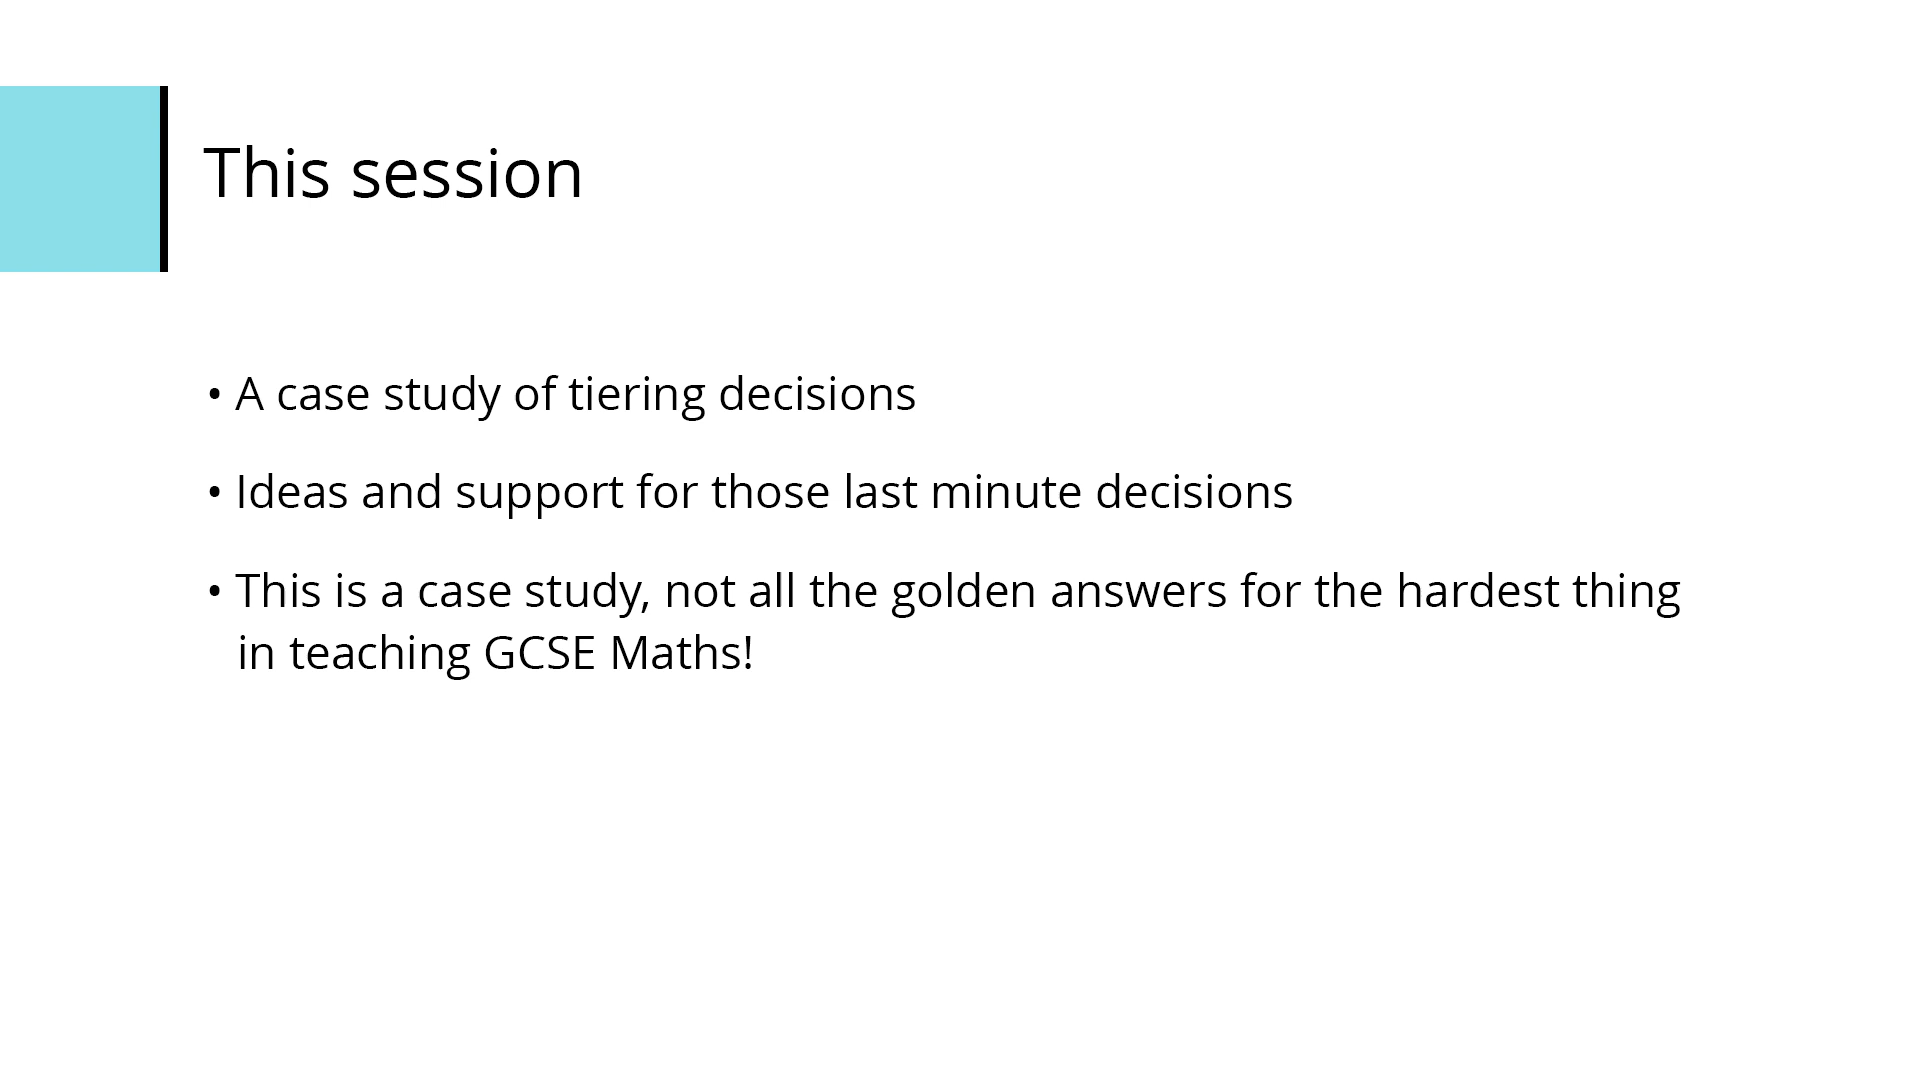 This session
• A case study of tiering decisions
• Ideas and support for those last minute decisions
• This is a case study, not all the golden answers for the hardest thing
in teaching GCSE Maths!